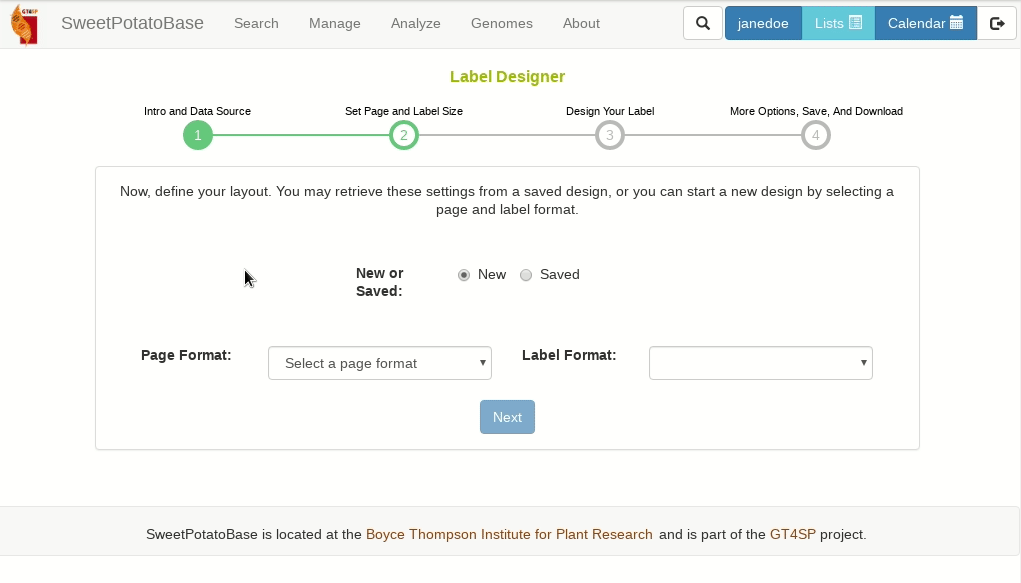 GT4SP
SweetPotatoBase Search Manage Analyze Genomes About janedoe Lists Calendar
Label Designer
Intro and Data Source Set Page and Label Size Design Your Label More Options, Save, And Download
1 2 3 4
Now, define your layout. You may retrieve these settings from a saved design, or you can start a new design by selecting a
page and label format.
New or
Saved:
New Saved
Page Format: Select a page format Label Format:
Next
SweetPotatoBase is located at the Boyce Thompson Institute for Plant Research and is part of the GT4SP project.